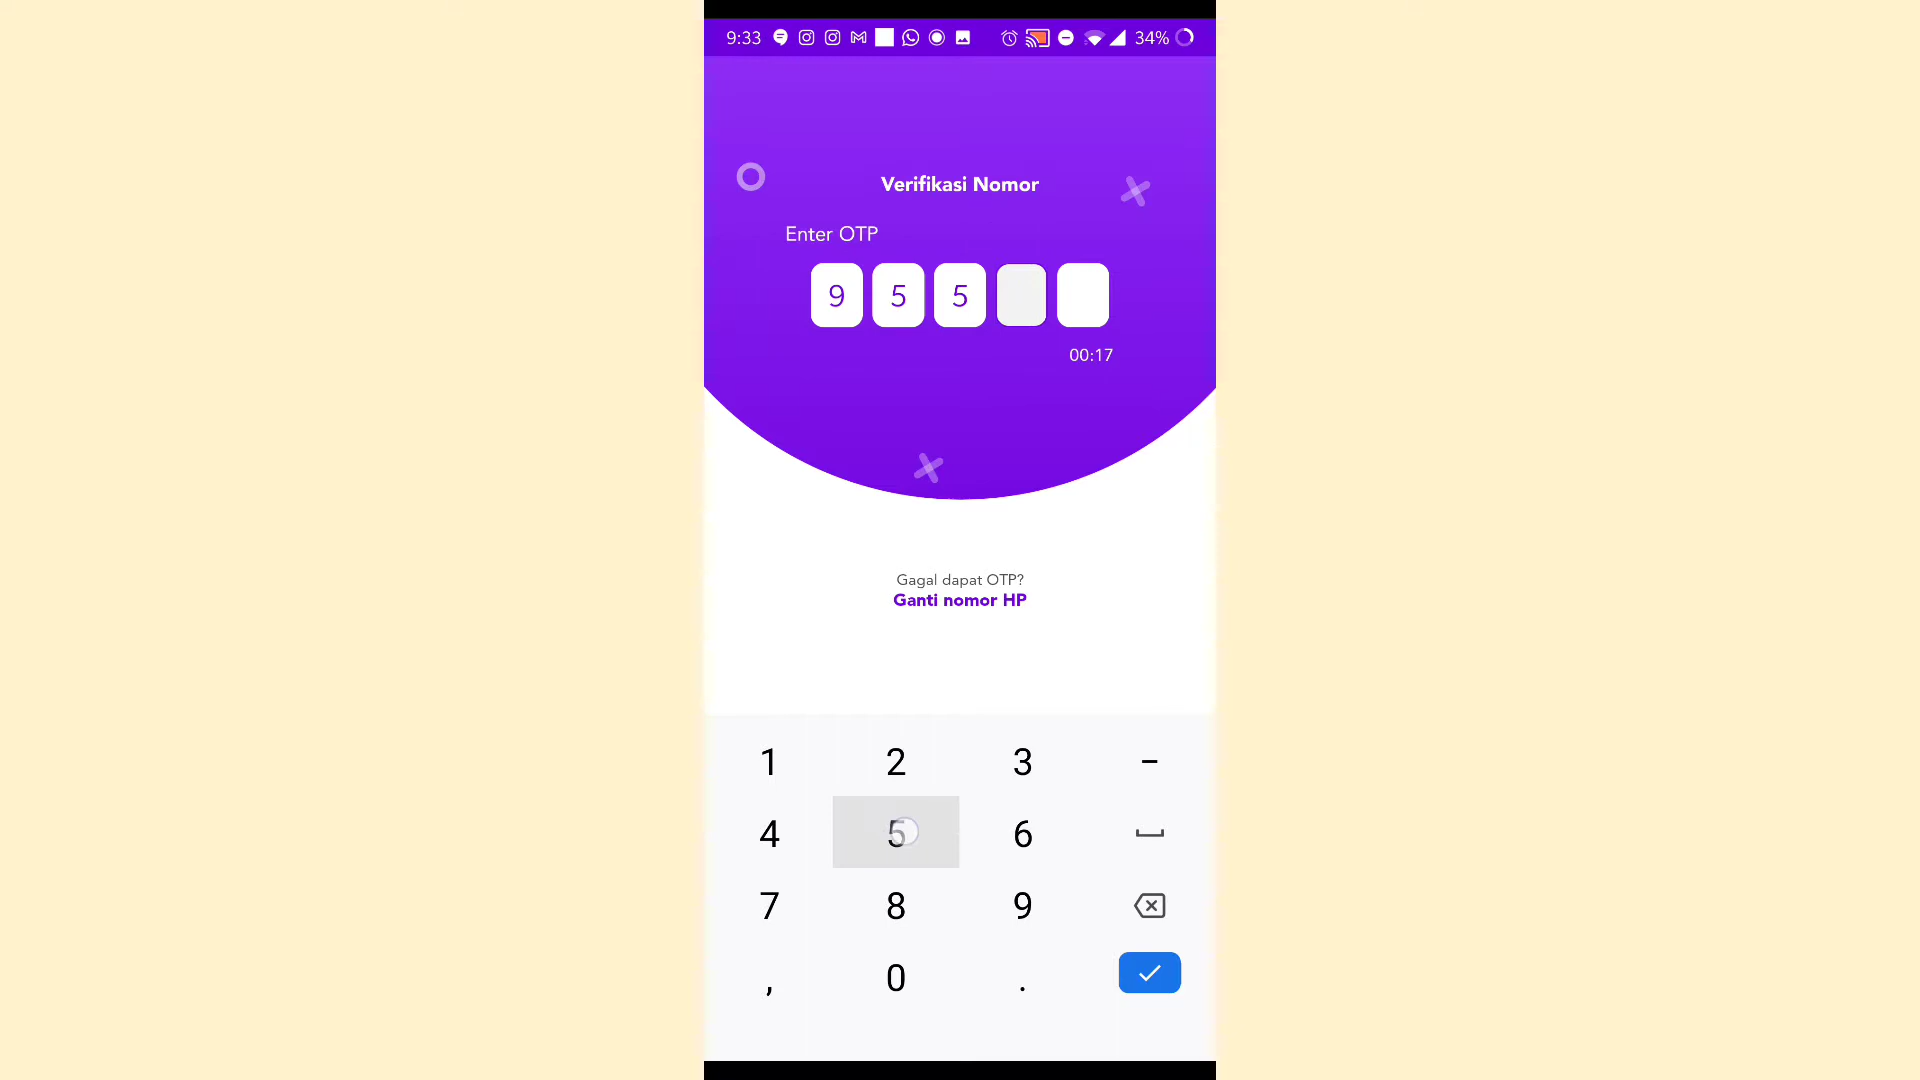 9:33 34%
Verifikasi Nomor
Enter OTP
9 5 5
00:17
Gagal dapat OTP?
Ganti nomor HP
1 2 3 -
4 5 6
7 8 9
, 0 .